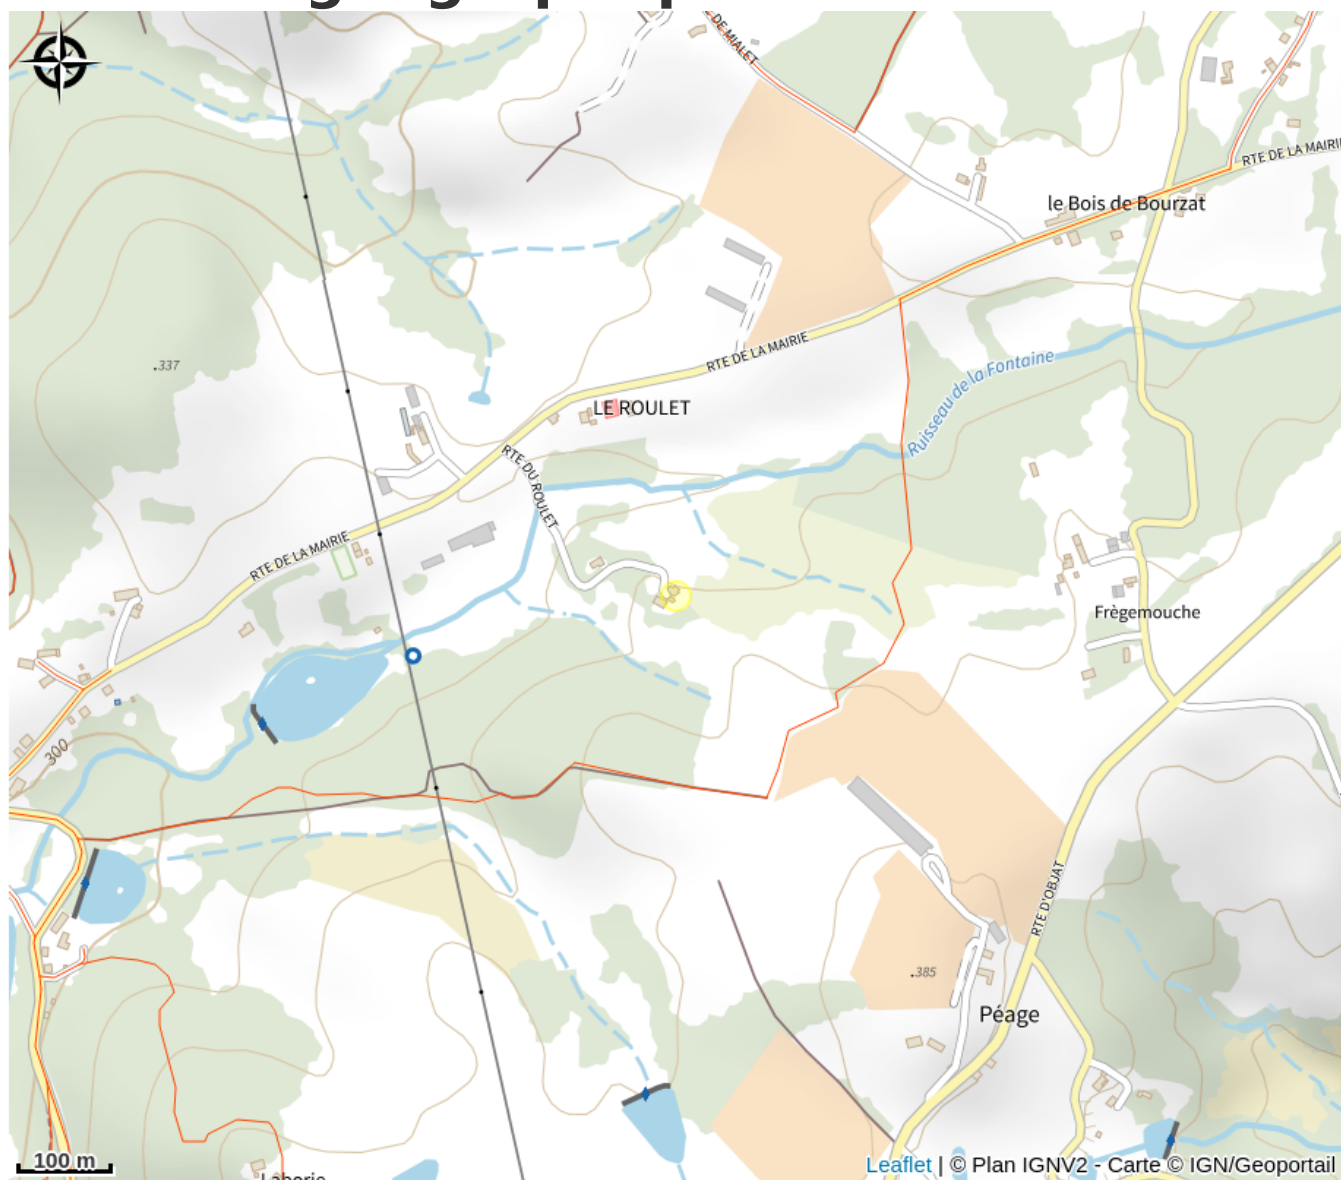 DE MIALET
RTE DE LA MAIRIE
le Bois de Bourzat
.337
RTE DE LA MAIRIE
Ruisseau de la Fontaine
LE ROULET
RTE DU ROULET
RTE DE LA MAIRIE
Frègemouche
300
RTE D'OBJAT
.385
Péage
100 m
Laborie
Leaflet | © Plan IGNV2 - Carte © IGN/Geoportail